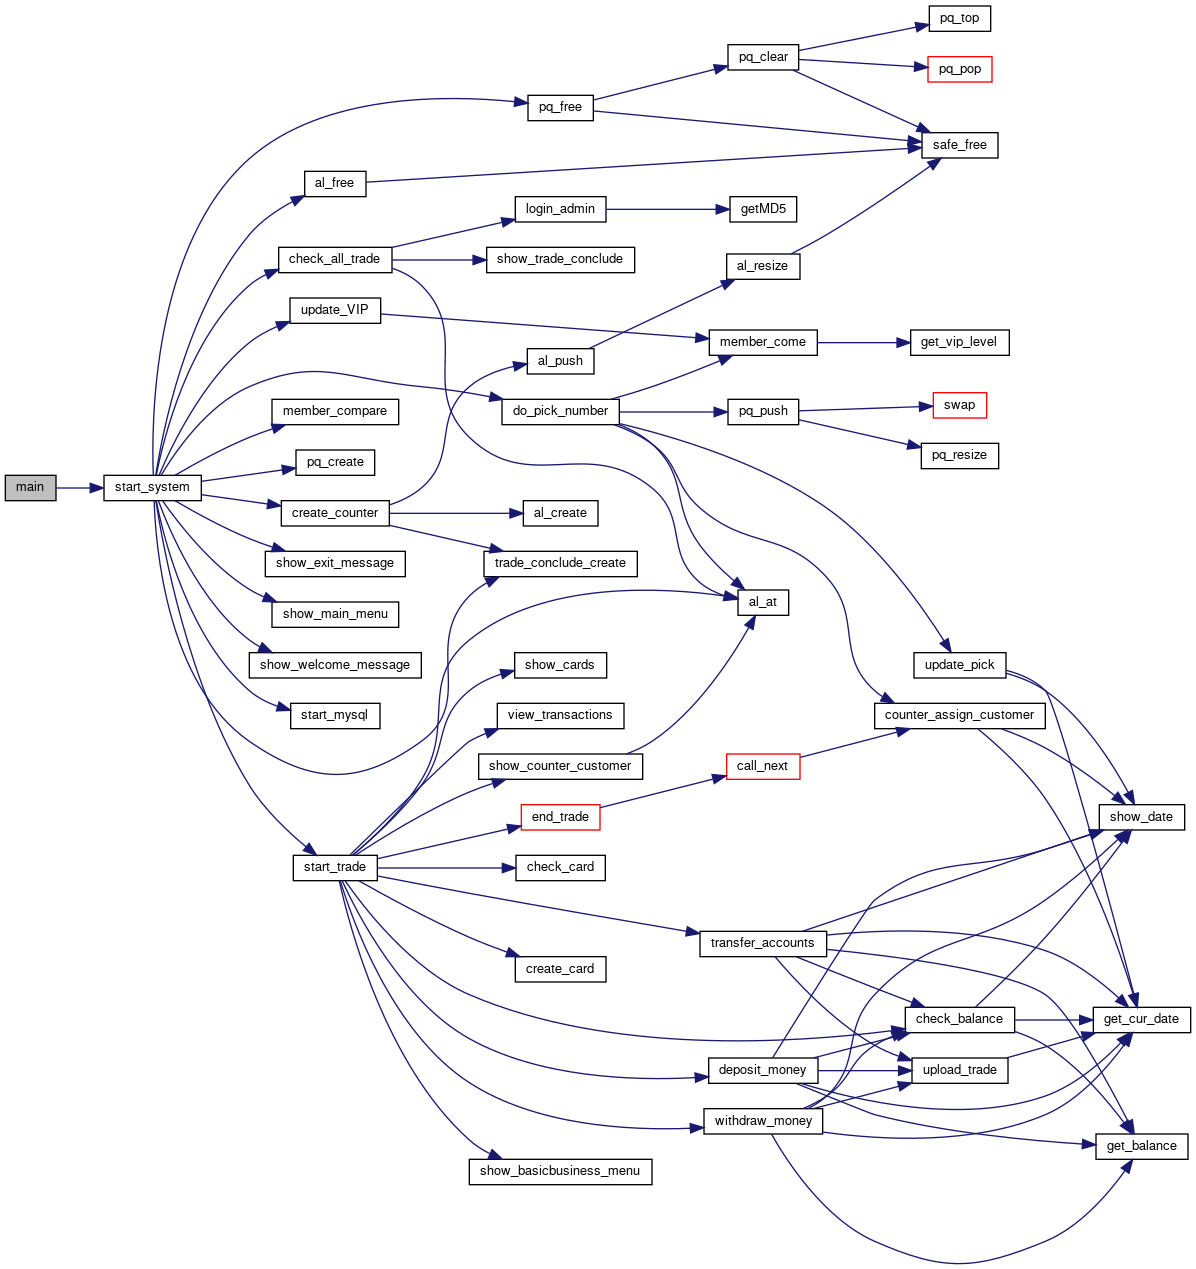 main
start_system
pq_free
al_free
check_all_trade
update_VIP
member_compare
pq_create
create_counter
show_exit_message
show_main_menu
show_welcome_message
start_mysql
start_trade
login_admin
show_trade_conclude
al_push
do_pick_number
al_create
trade_conclude_create
show_cards
view_transactions
show_counter_customer
end_trade
check_card
create_card
show_basicbusiness_menu
pq_clear
getMD5
al_resize
member_come
pq_push
al_at
call_next
transfer_accounts
deposit_money
withdraw_money
pq_top
pq_pop
safe_free
get_vip_level
swap
pq_resize
update_pick
counter_assign_customer
check_balance
upload_trade
show_date
get_cur_date
get_balance